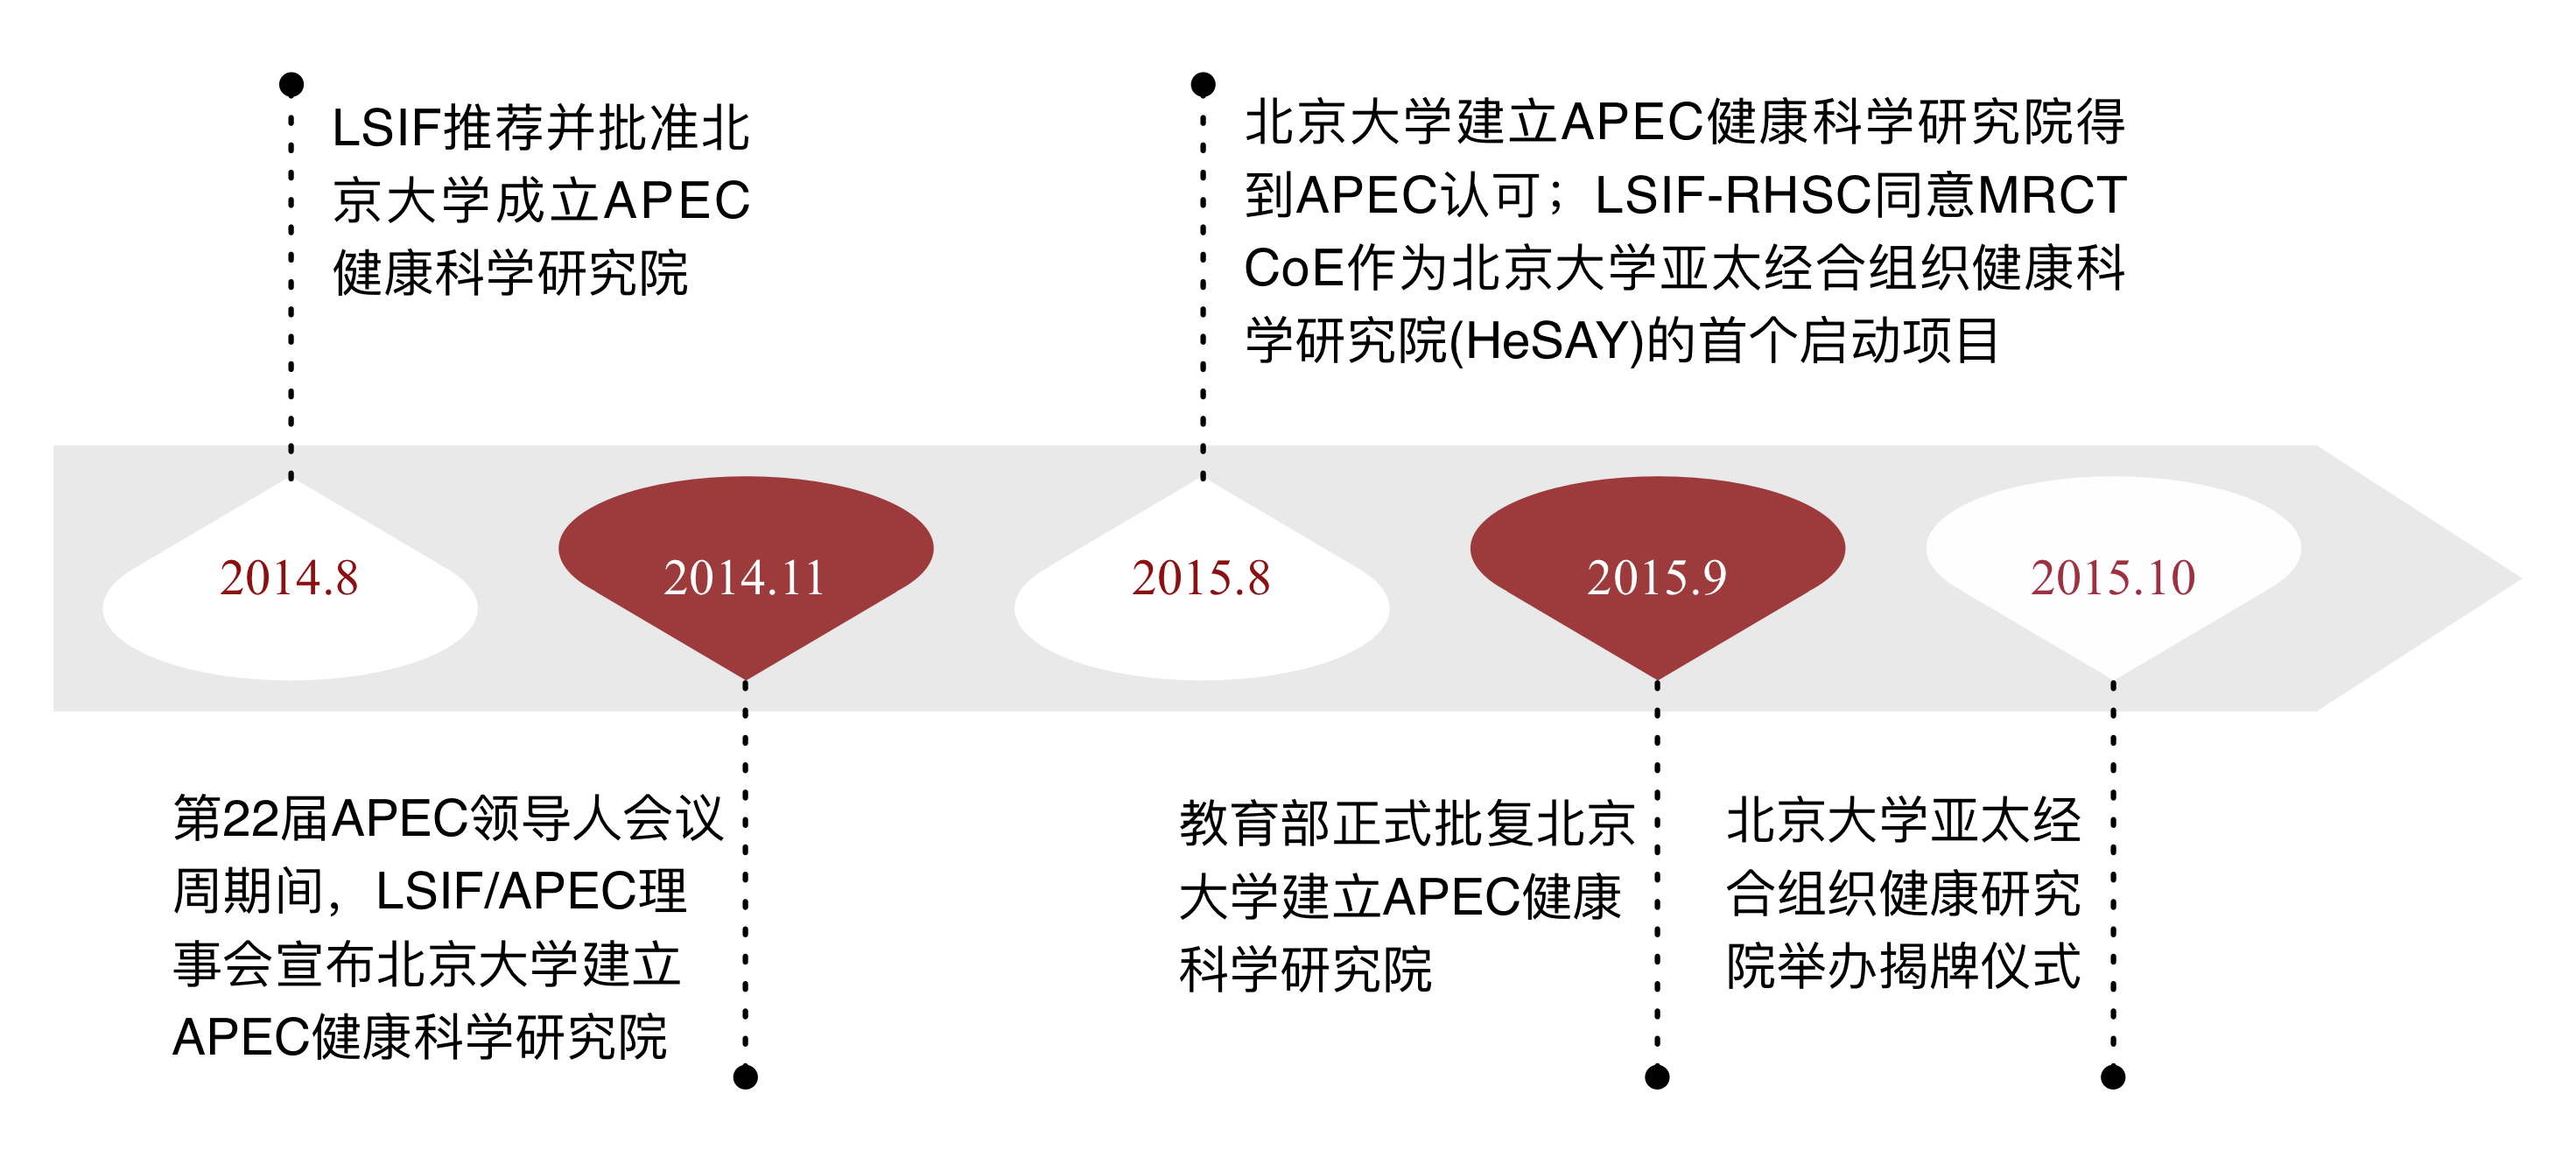 LSIF推荐并批准北
京大学成立APEC
健康科学研究院
北京大学建立APEC健康科学研究院得
到APEC认可；LSIF-RHSC同意MRCT
CoE作为北京大学亚太经合组织健康科
学研究院(HeSAY)的首个启动项目
2014.8
2014.11
2015.8
2015.9
2015.10
第22届APEC领导人会议
周期间，LSIF/APEC理
事会宣布北京大学建立
APEC健康科学研究院
教育部正式批复北京
大学建立APEC健康
科学研究院
北京大学亚太经
合组织健康研究
院举办揭牌仪式